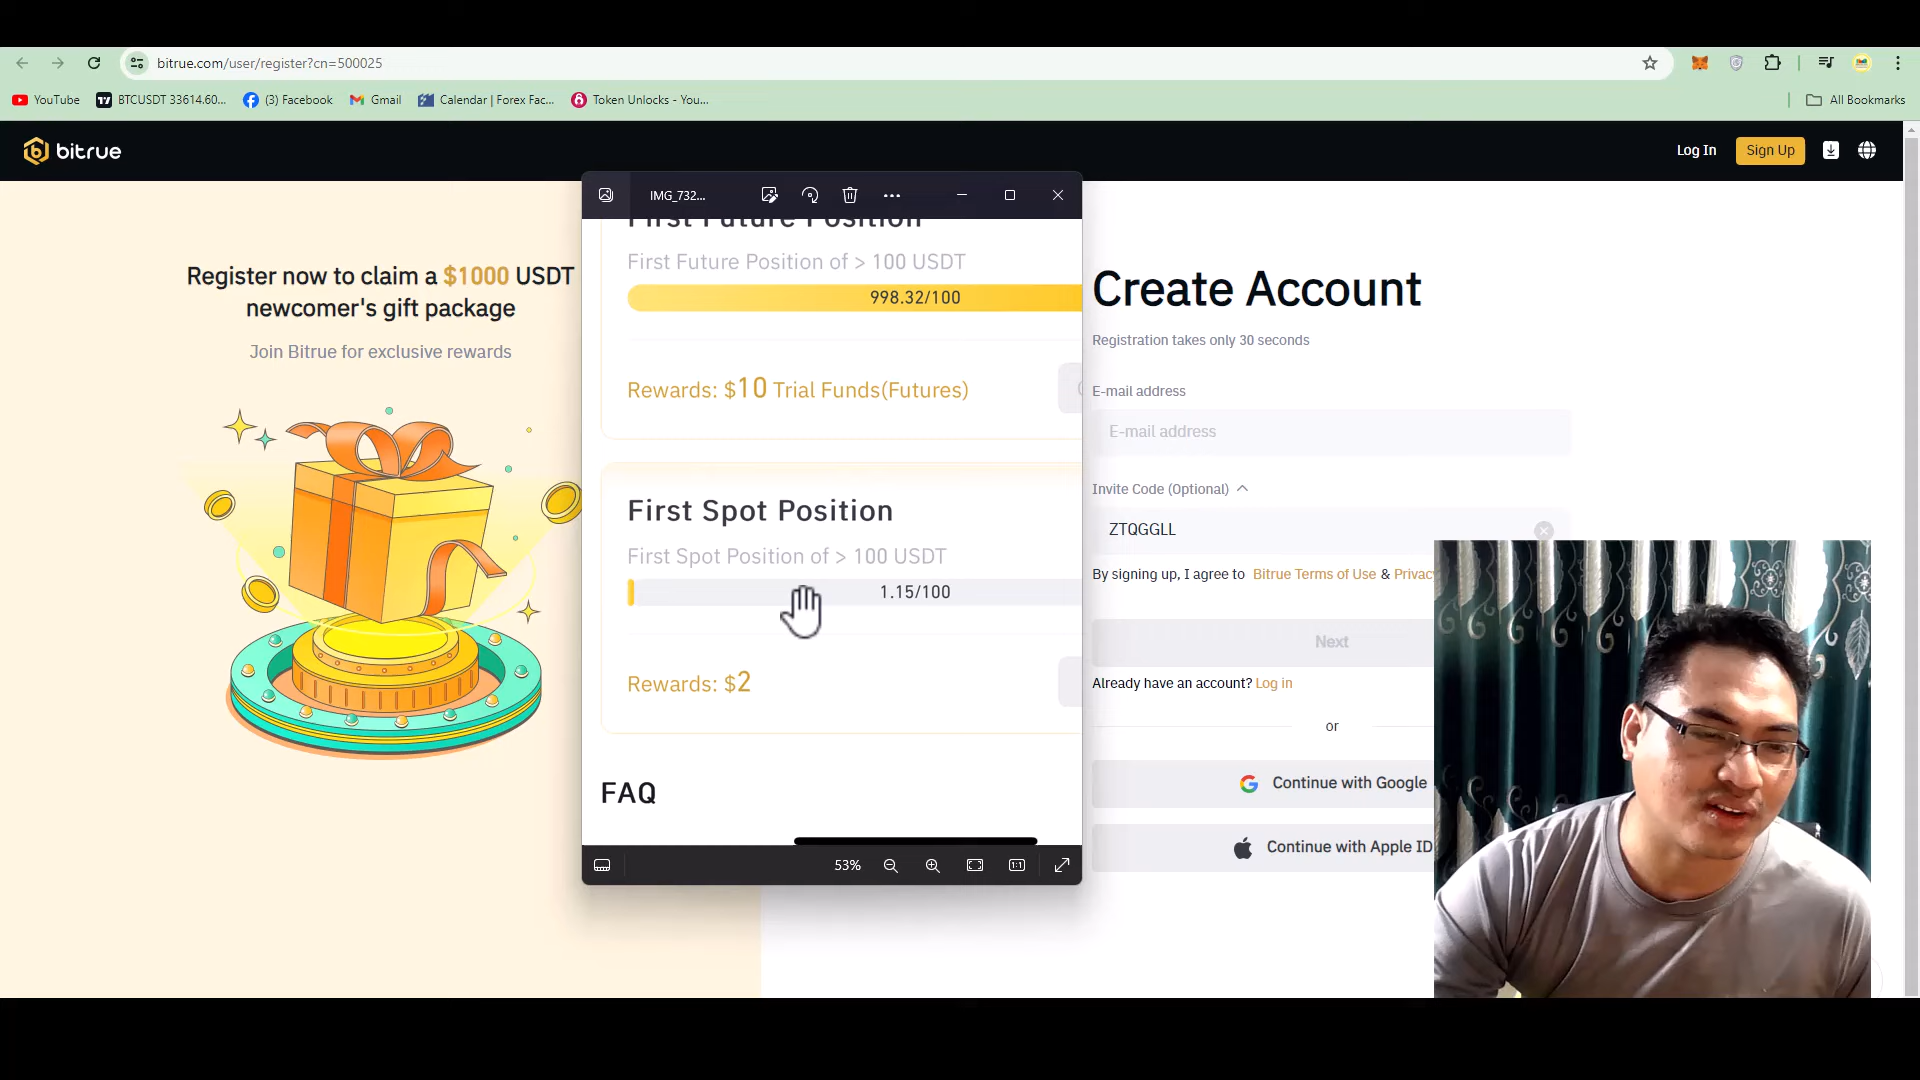 bitrue.com/user/register?cn=500025
YouTube
BTCUSDT 33614.60...
(3) Facebook
Gmail
Calendar | Forex Fac...
Token Unlocks - You...
All Bookmarks
bitrue
Log In
Sign Up
Register now to claim a $1000 USDT
newcomer's gift package
Join Bitrue for exclusive rewards
IMG_732...
First Future Position
First Future Position of > 100 USDT
998.32/100
Rewards: $10 Trial Funds(Futures)
First Spot Position
First Spot Position of > 100 USDT
1.15/100
Rewards: $2
FAQ
53%
1:1
Create Account
Registration takes only 30 seconds
E-mail address
E-mail address
Invite Code (Optional)
ZTQGGLL
By signing up, I agree to Bitrue Terms of Use & Privac
Next
Already have an account? Log in
or
Continue with Google
Continue with Apple ID